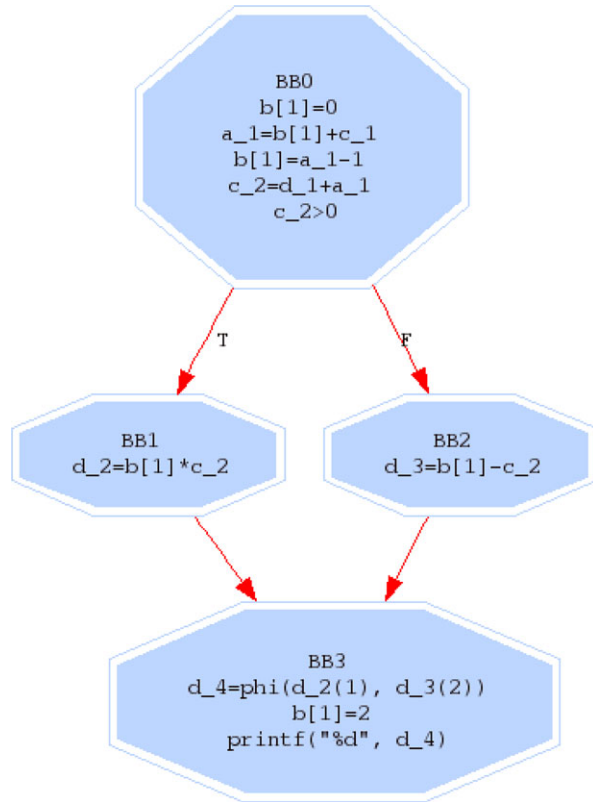 BB0
b[1]=0
a_1=b[1]+c_1
b[1]=a_1-1
c_2=d_1+a_1
c_2>0
T
F
BB1
d_2=b[1]*c_2
BB2
d_3=b[1]-c_2
BB3
d_4=phi(d_2(1), d_3(2))
b[1]=2
printf("%d", d_4)